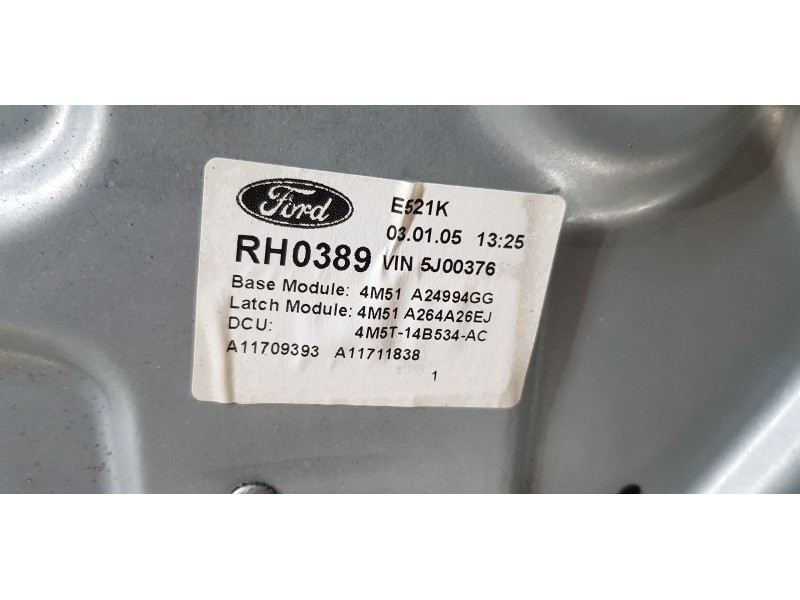 Ford
E521K
03.01.05 13:25
RH0389 VIN 5J00376
Base Module: 4M51 A24994GG
Latch Module: 4M51 A264A26EJ
DCU: 4M5T-14B534-AC
A11709393 A11711838
1